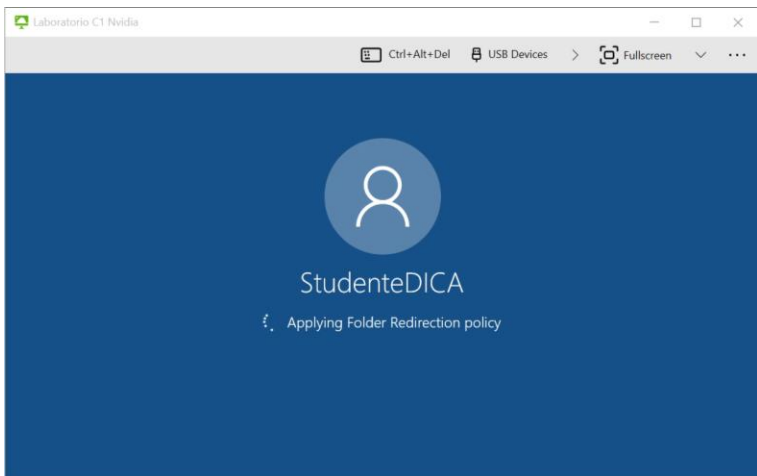 Laboratorio C1 Nvidia
Ctrl+Alt+Del USB Devices Fullscreen
StudenteDICA
Applying Folder Redirection policy